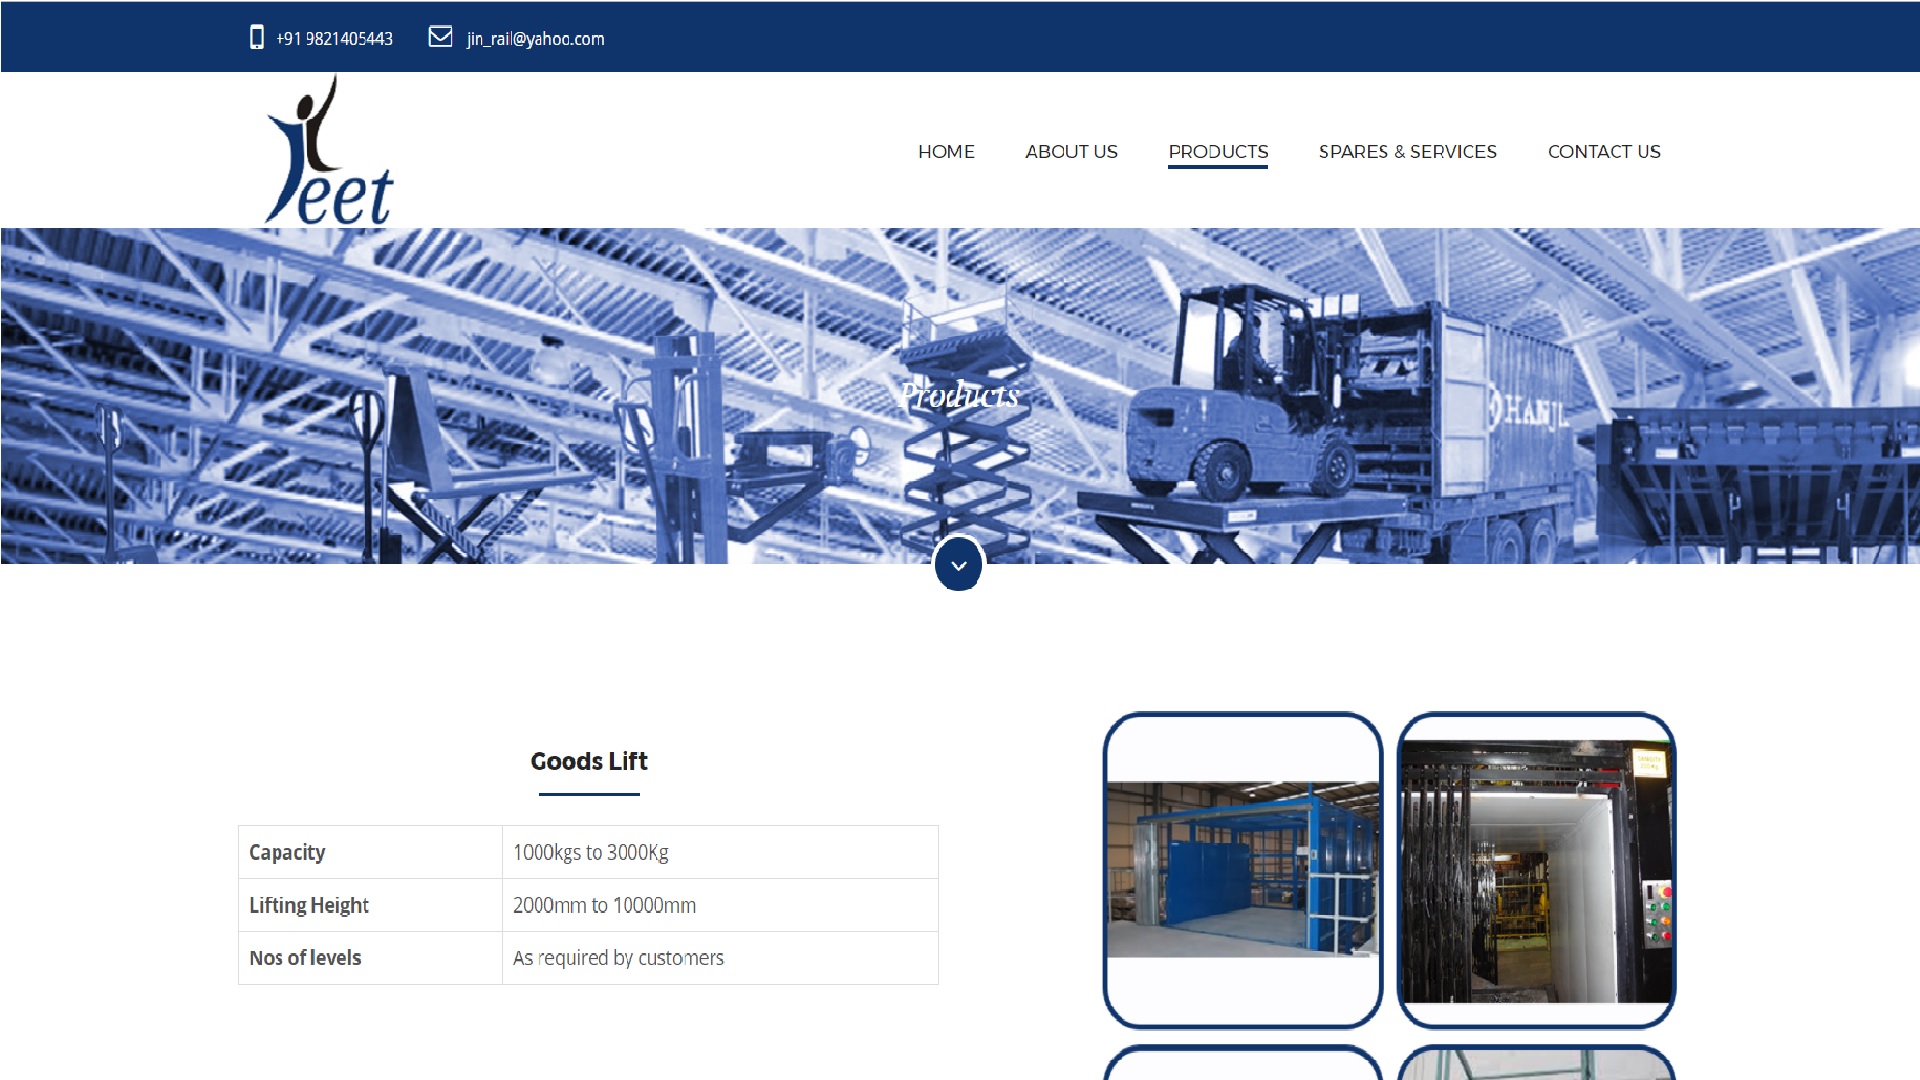 +91 9821405443 jin_rail@yahoo.com
Jeet
HOME ABOUT US PRODUCTS SPARES & SERVICES CONTACT US
Products
HANJL
Goods Lift
Capacity 1000kgs to 3000Kg
Lifting Height 2000mm to 10000mm
Nos of levels As required by customers